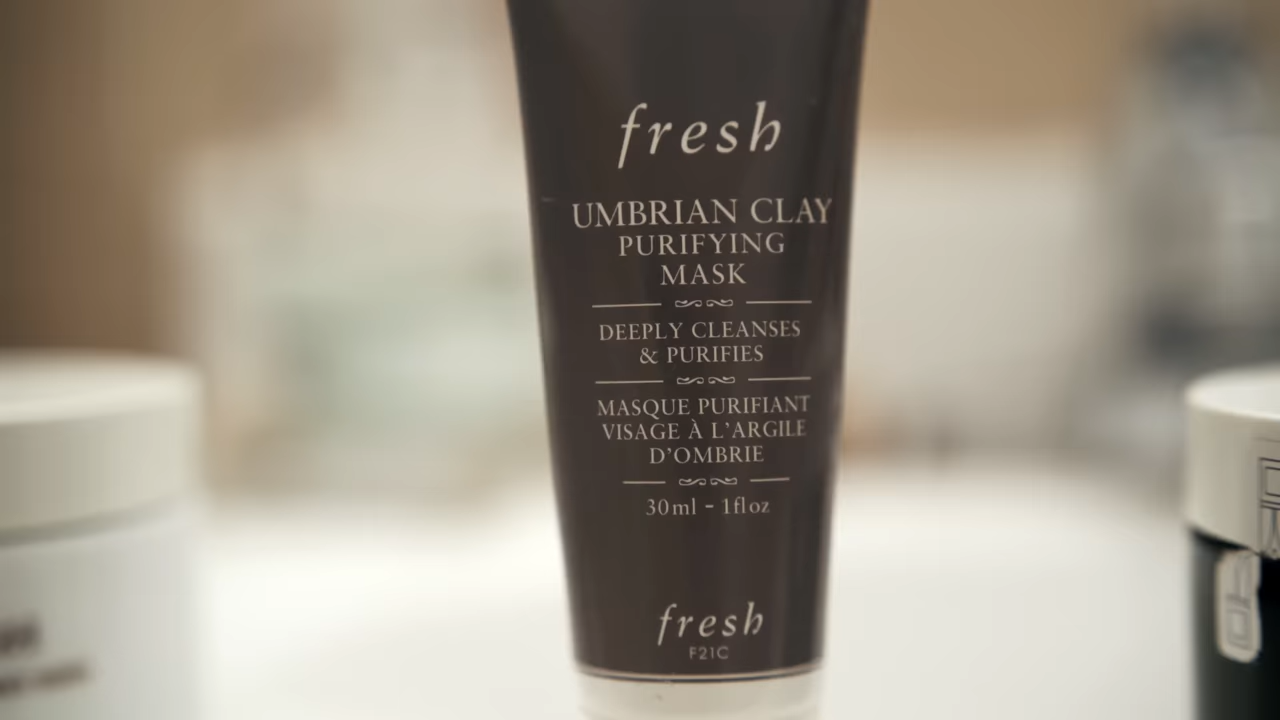 fresh
UMBRIAN CLAY
PURIFYING
MASK
DEEPLY CLEANSES
& PURIFIES
MASQUE PURIFIANT
VISAGE À L'ARGILE
D'OMBRIE
30ml - 1fl oz
fresh
F21C